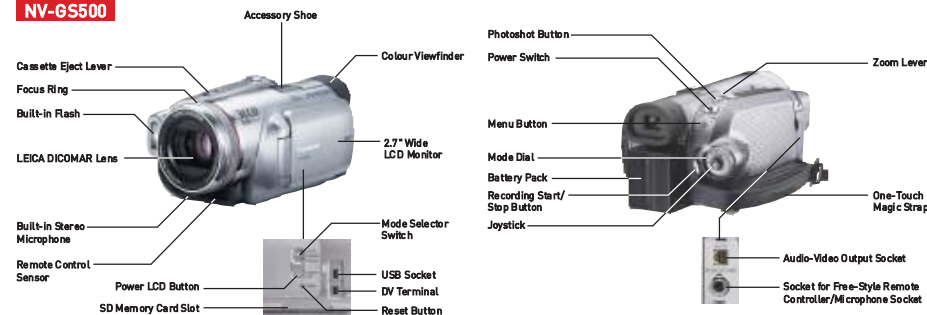 NV-GS500
Accessory Shoe
Cassette Eject Lever
Focus Ring
Built-in Flash
LEICA DICOMAR Lens
Built-in Stereo
Microphone
Remote Control
Sensor
Power LCD Button
SD Memory Card Slot
Colour Viewfinder
2.7" Wide
LCD Monitor
Mode Selector
Switch
USB Socket
DV Terminal
Reset Button
Photoshot Button
Power Switch
Menu Button
Mode Dial
Battery Pack
Recording Start/
Stop Button
Joystick
Zoom Lever
One-Touch
Magic Strap
Audio-Video Output Socket
Socket for Free-Style Remote
Controller/Microphone Socket